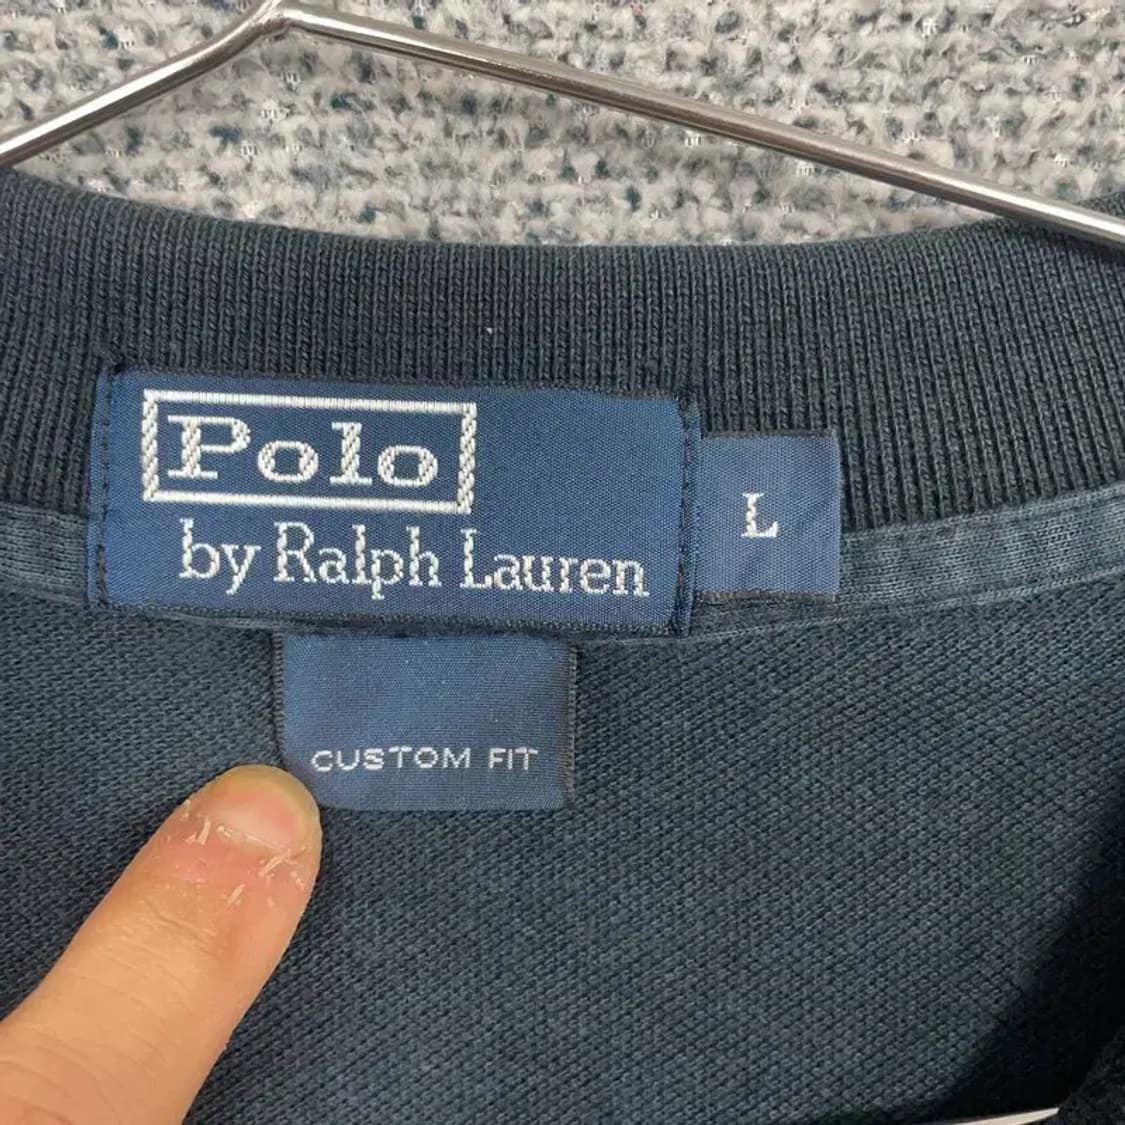 Polo
by Ralph Lauren
L
CUSTOM FIT